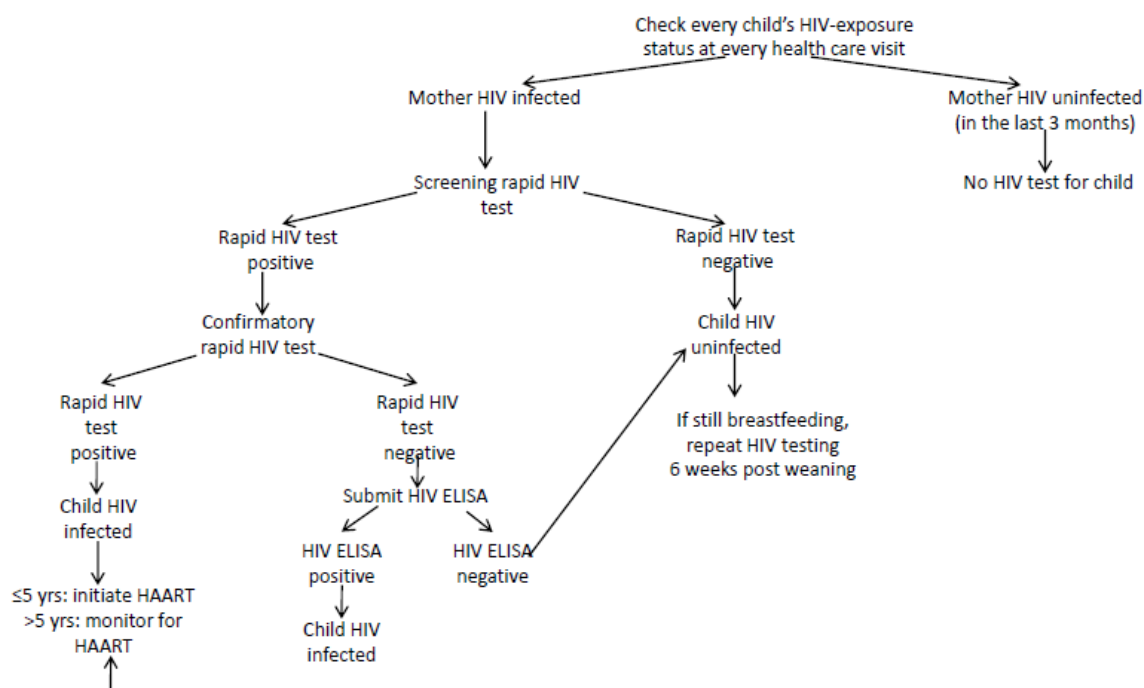 Check every child's HIV-exposure
status at every health care visit
Mother HIV infected
Mother HIV uninfected
(in the last 3 months)
Screening rapid HIV
test
No HIV test for child
Rapid HIV test
positive
Rapid HIV test
negative
Confirmatory
rapid HIV test
Child HIV
uninfected
Rapid HIV
test
positive
Rapid HIV
test
negative
If still breastfeeding,
repeat HIV testing
6 weeks post weaning
Child HIV
infected
Submit HIV ELISA
HIV ELISA
positive
HIV ELISA
negative
≤5 yrs: initiate HAART
>5 yrs: monitor for
HAART
Child HIV
infected